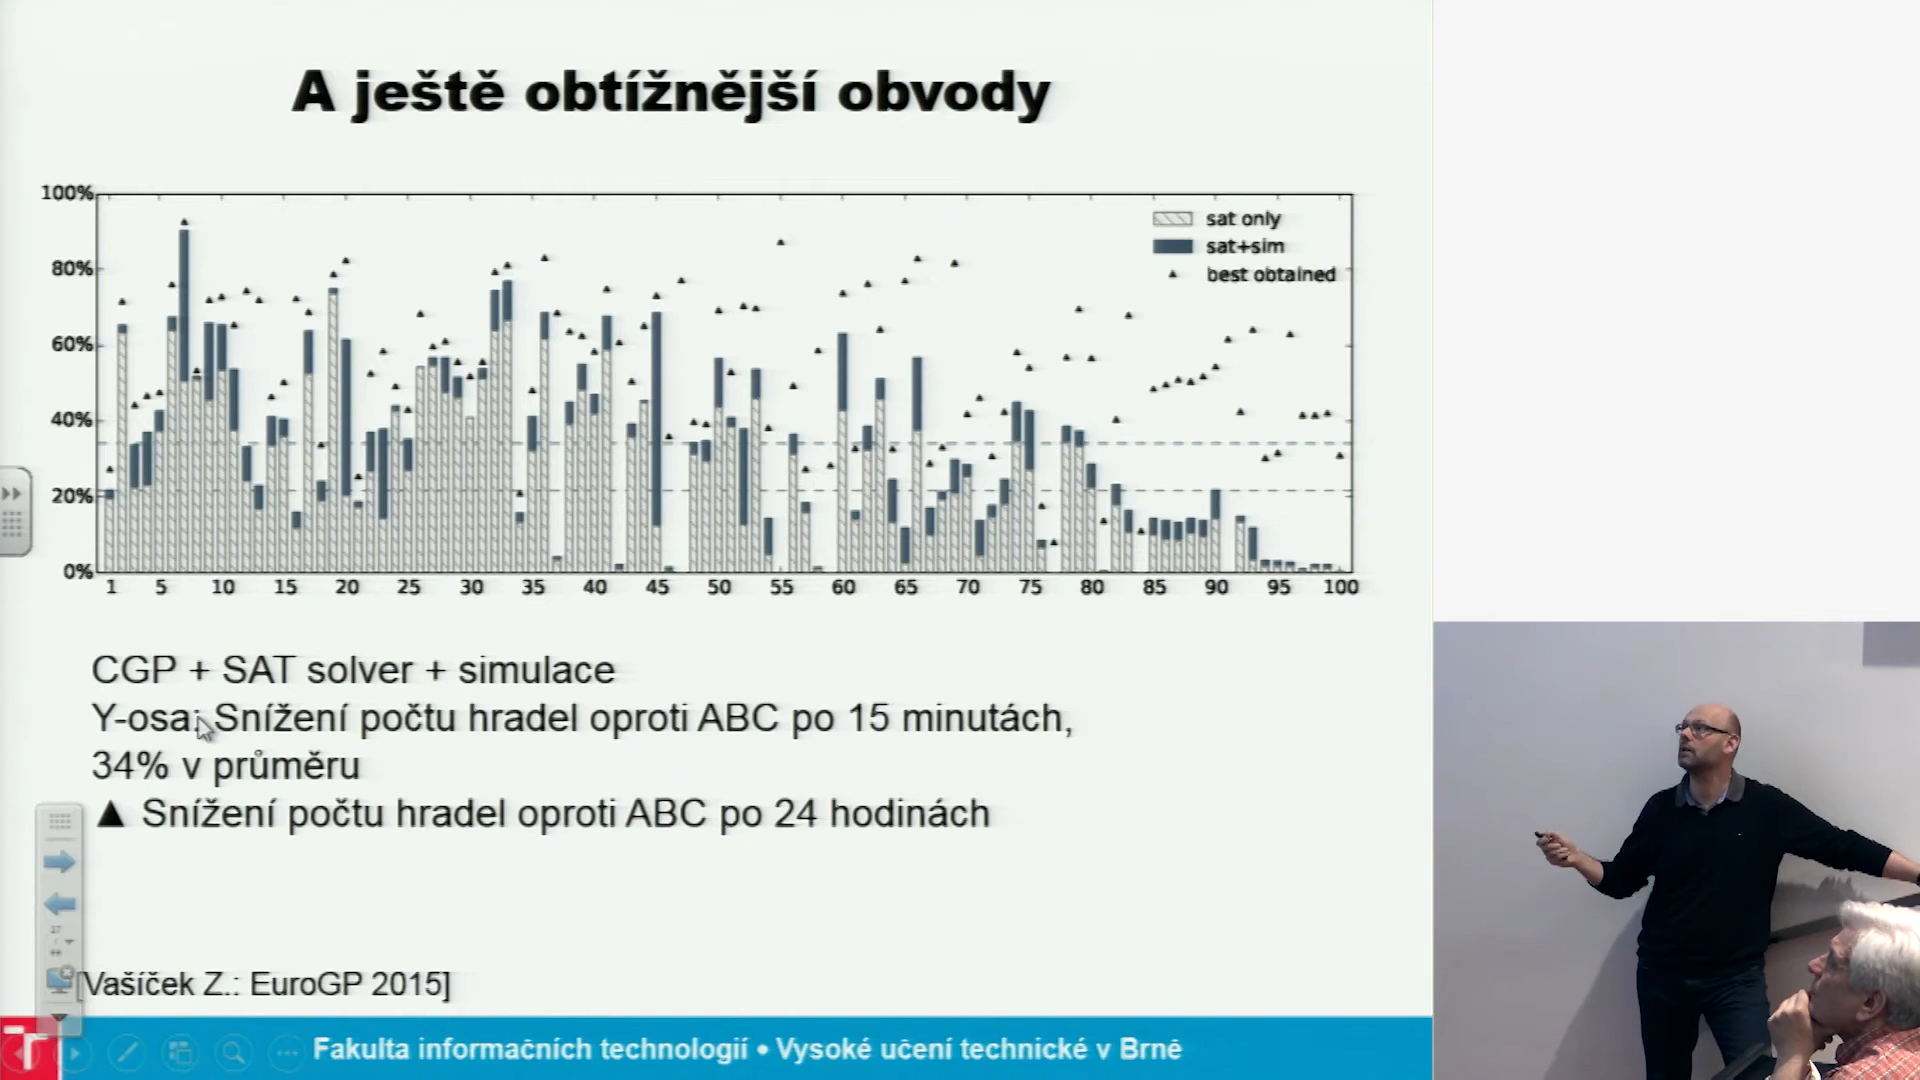 A ještě obtížnější obvody
100%
80%
60%
40%
20%
0%
sat only
sat+sim
best obtained
1 5 10 15 20 25 30 35 40 45 50 55 60 65 70 75 80 85 90 95 100
CGP + SAT solver + simulace
Y-osa: Snížení počtu hradel oproti ABC po 15 minutách,
34% v průměru
▲ Snížení počtu hradel oproti ABC po 24 hodinách
27
[Vašíček Z.: EuroGP 2015]
Fakulta informačních technologií • Vysoké učení technické v Brně